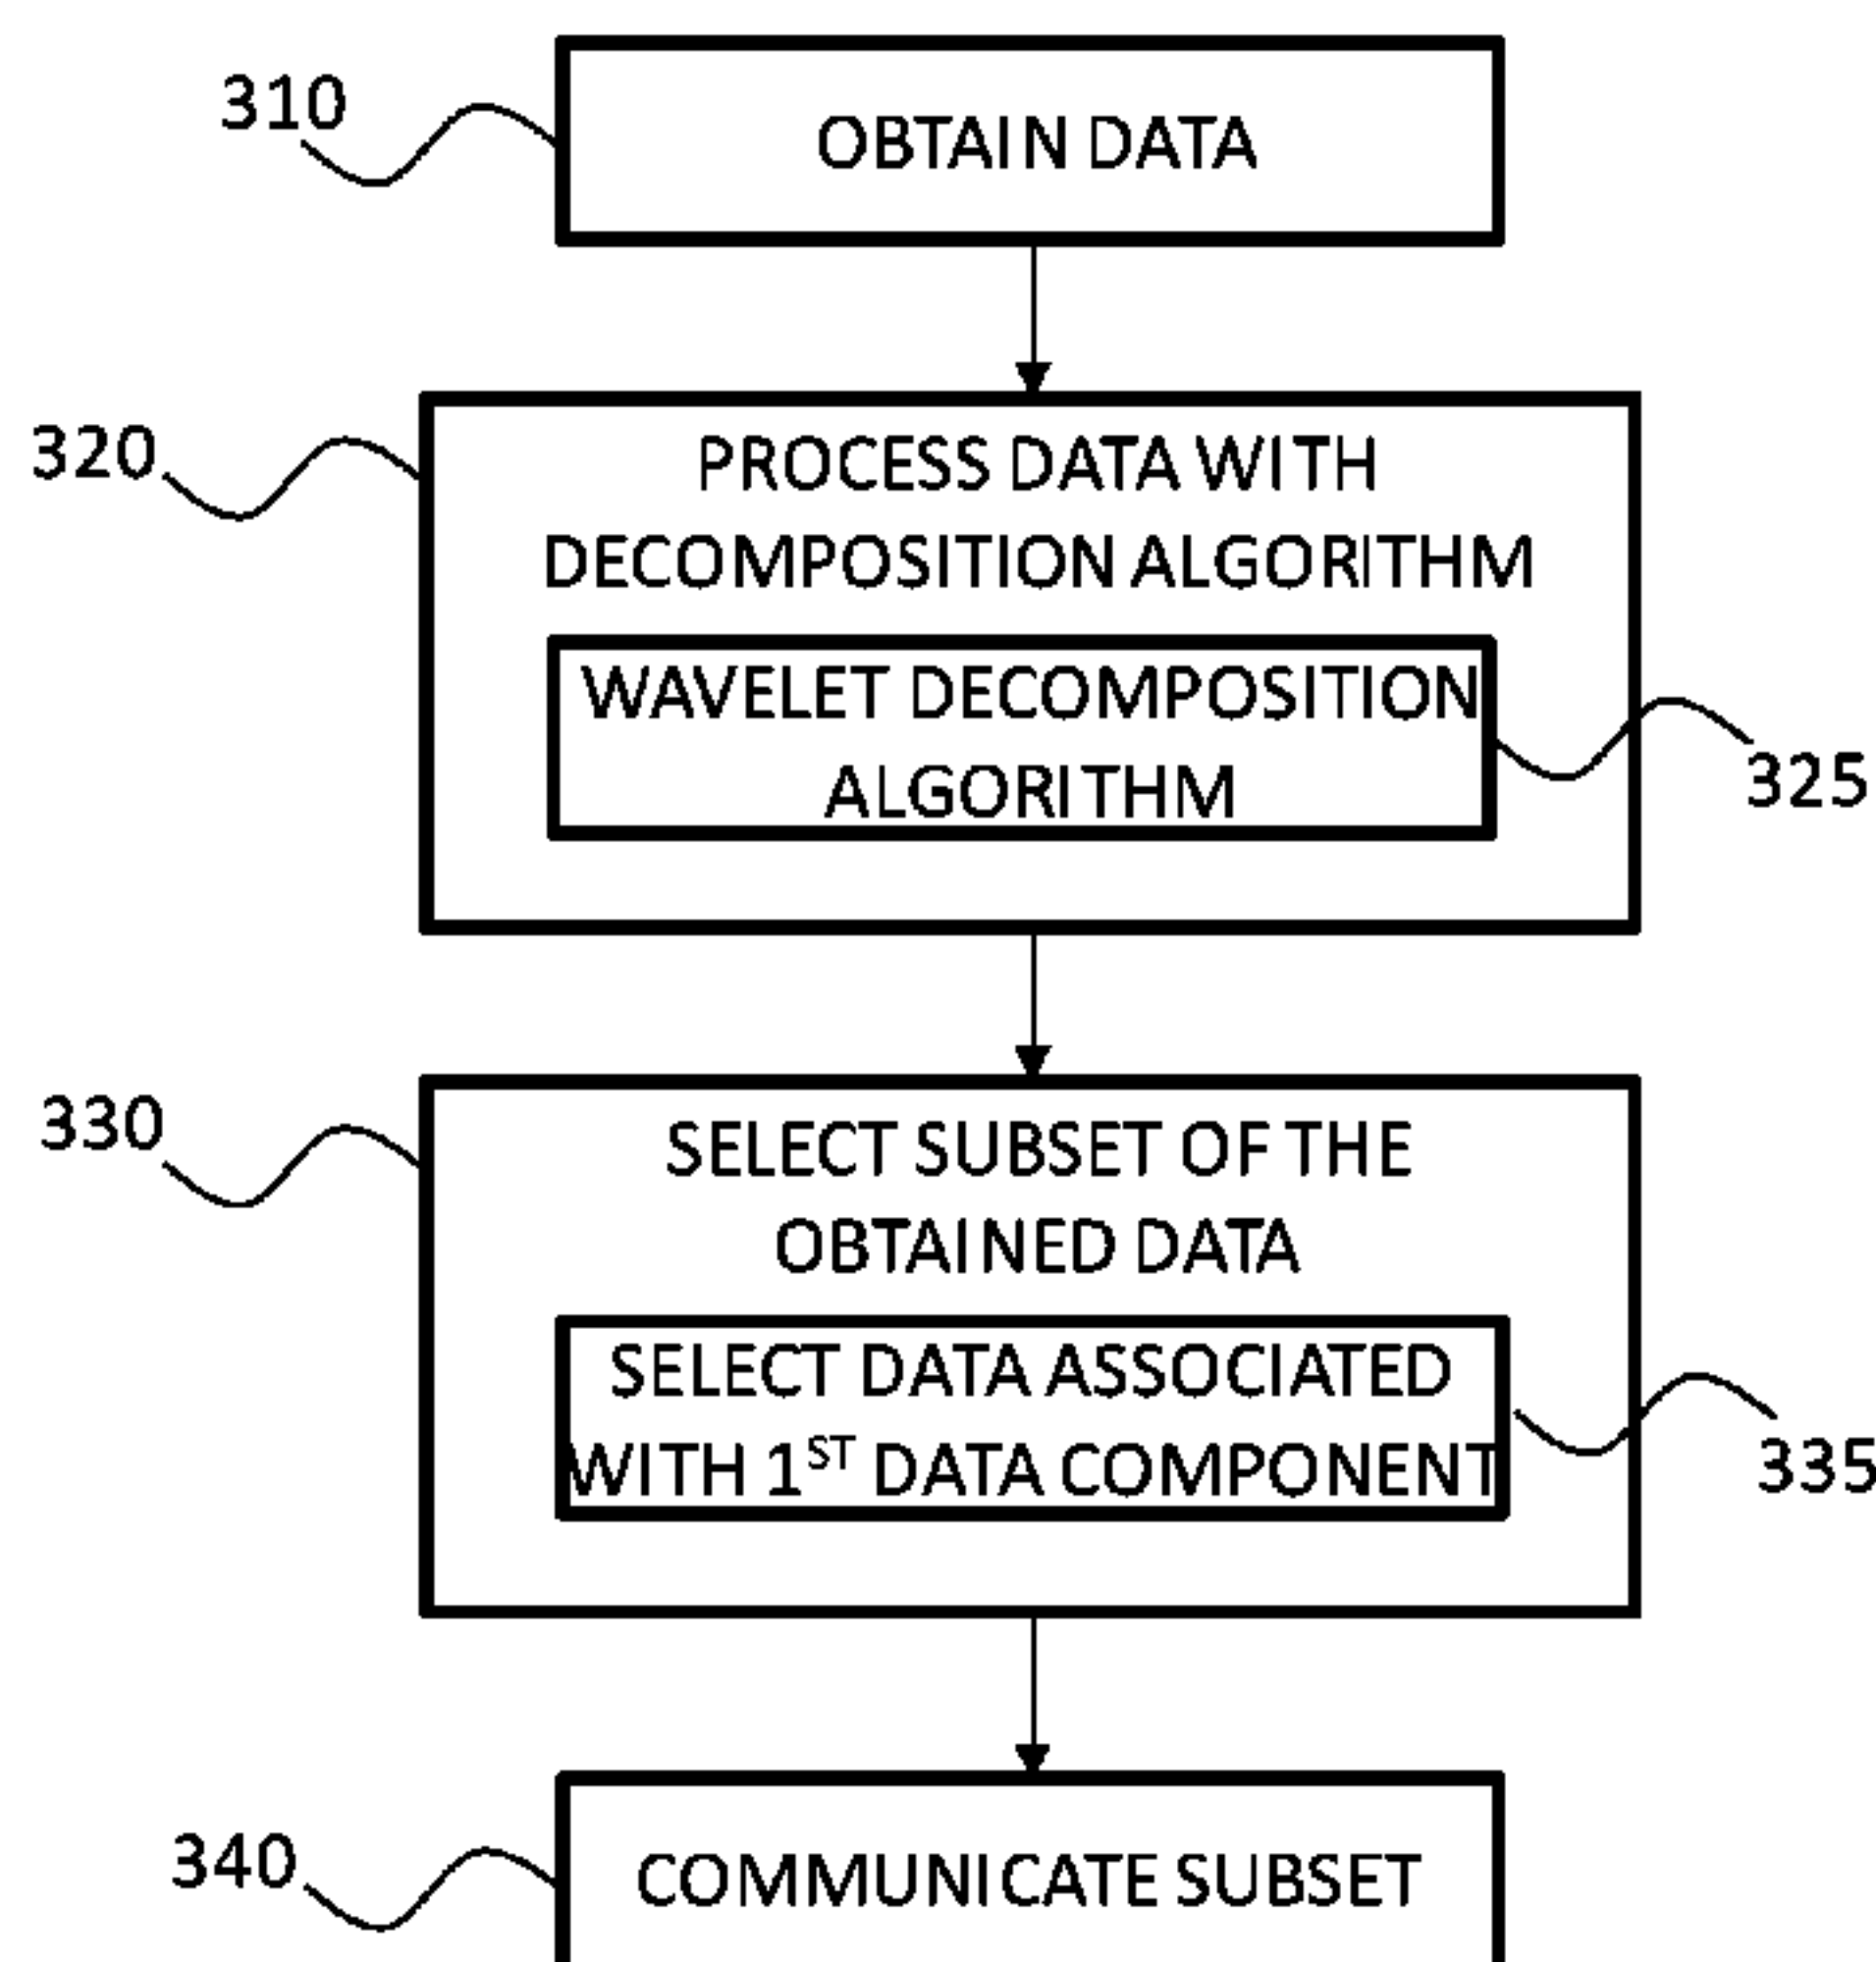 310
OBTAIN DATA
320
PROCESS DATA WITH
DECOMPOSITION ALGORITHM
WAVELET DECOMPOSITION
ALGORITHM
325
330
SELECT SUBSET OF THE
OBTAINED DATA
SELECT DATA ASSOCIATED
WITH 1ST DATA COMPONENT
335
340
COMMUNICATE SUBSET